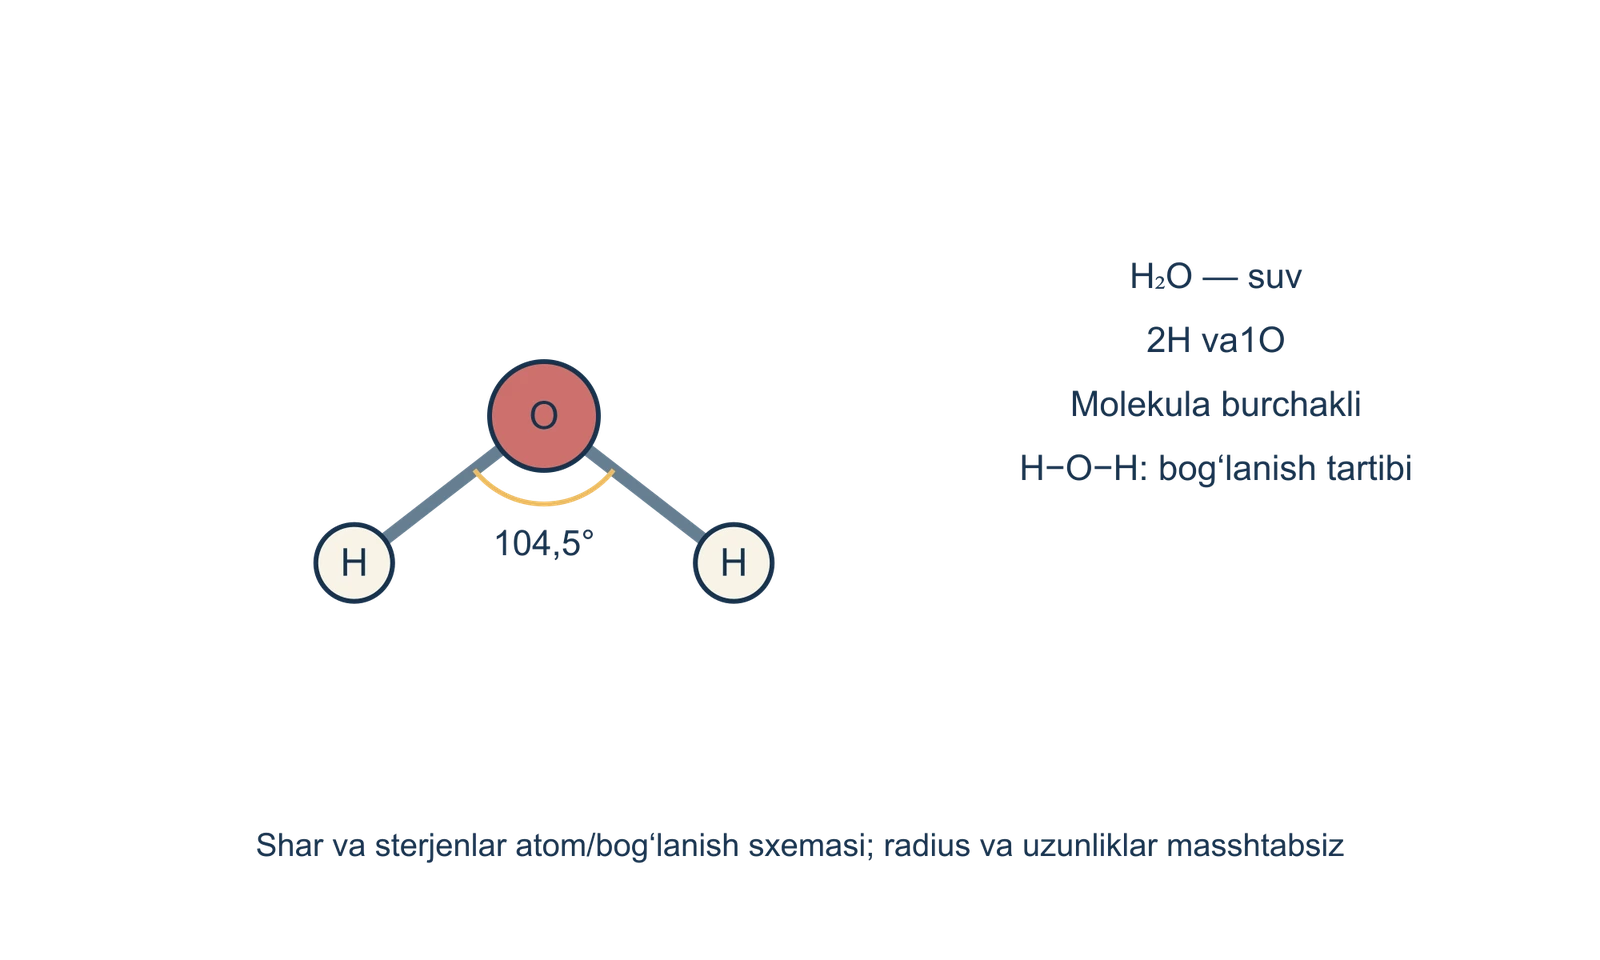 H₂O — suv
2H va1O
Molekula burchakli
H−O−H: bog‘lanish tartibi
O
H
104,5°
H
Shar va sterjenlar atom/bog‘lanish sxemasi; radius va uzunliklar masshtabsiz